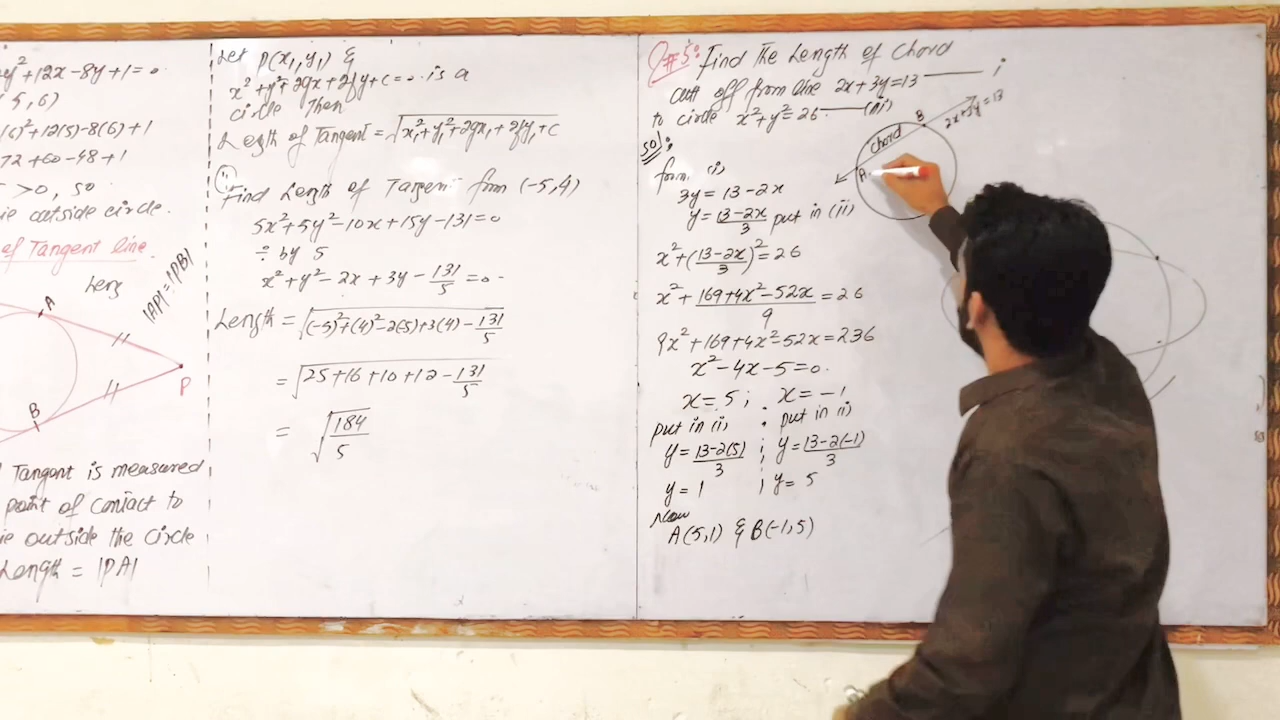 2y²+12x-8y+1=0
(5,6)
(6)²+12(5)-8(6)+1
72+60-48+1
>0, so
ie outside circle.
of Tangent line.
Leng
A
|AP|=|PB|
P
B
Tangent is measured
point of contact to
ie outside the circle
Length = |PA|
Let P(x₁,y₁) &
x²+y²+2gx+2fy+c=0 is a
circle Then
Length of Tangent = √x₁²+y₁²+2gx₁+2fy₁+c
(i)
Find Length of Tangent from (-5,4)
5x²+5y²-10x+15y-131=0
÷ by 5
x²+y²-2x+3y-131/5=0
Length = √(-5)²+(4)²-2(-5)+3(4)-131/5
= √25+16+10+12-131/5
= √184/5
Q#5: Find The Length of Chord
cutt off from line 2x+3y=13 — i
to circle x²+y²=26 — (ii)
Sol:
A
chord
B
2x+3y=13
form (i)
3y=13-2x
y=13-2x/3 put in (ii)
x²+(13-2x/3)²=26
x²+169+4x²-52x/9=26
9x²+169+4x²-52x=236
x²-4x-5=0.
x=5 ; x=-1
put in (i) . put in (i)
y=13-2(5)/3 ; y=13-2(-1)/3
y=1 ; y=5
Now
A(5,1) & B(-1,5)